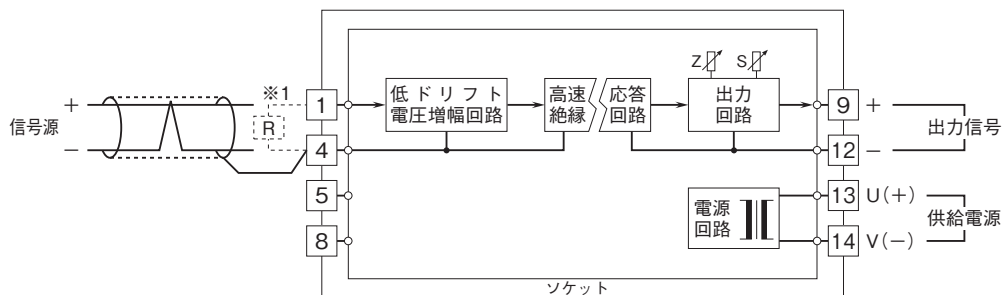 信号源
+
−
※1
R
1
4
5
8
低ドリフト
電圧増幅回路
高速
絶縁
応答
回路
Z
S
出力
回路
電源
回路
9
12
13
14
+
−
U(+)
V(−)
出力信号
供給電源
ソケット